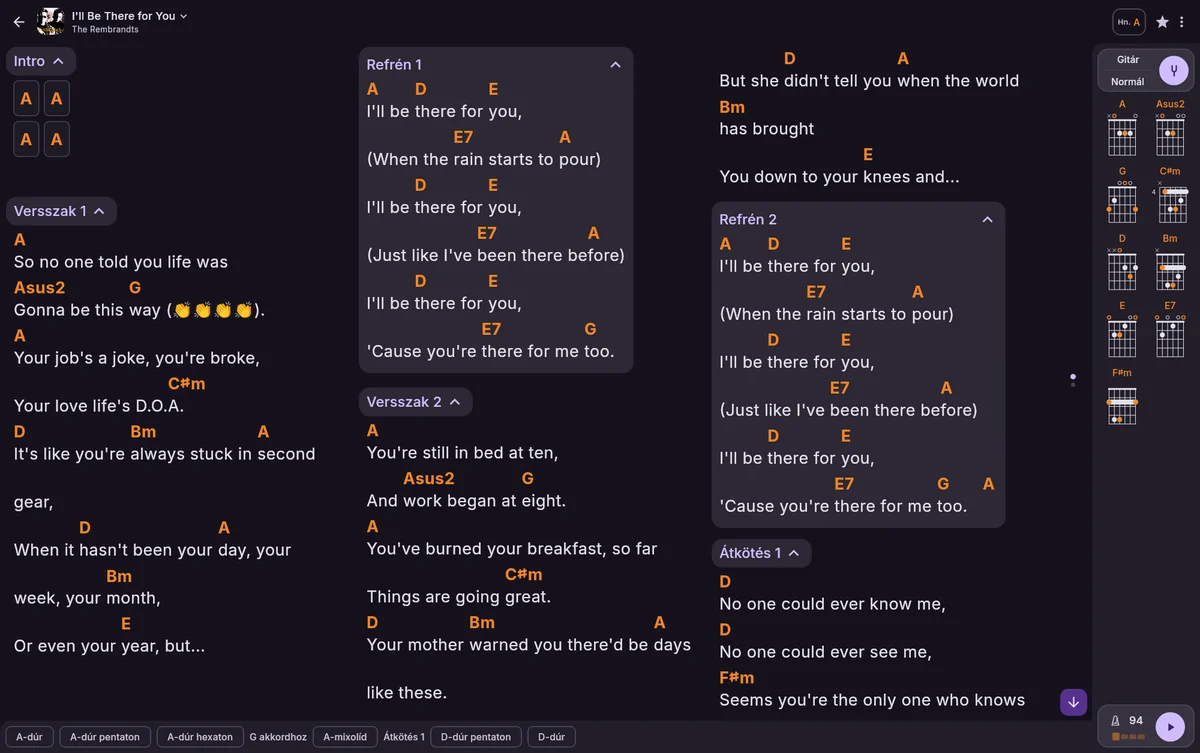 I'll Be There for You
The Rembrandts
Hn. A
Intro
A A
A A
Versszak 1
A
So no one told you life was
Asus2 G
Gonna be this way (👏👏👏👏).
A
Your job's a joke, you're broke,
C♯m
Your love life's D.O.A.
D Bm A
It's like you're always stuck in second
gear,
D A
When it hasn't been your day, your
Bm
week, your month,
E
Or even your year, but...
Refrén 1
A D E
I'll be there for you,
E7 A
(When the rain starts to pour)
D E
I'll be there for you,
E7 A
(Just like I've been there before)
D E
I'll be there for you,
E7 G
'Cause you're there for me too.
Versszak 2
A
You're still in bed at ten,
Asus2 G
And work began at eight.
A
You've burned your breakfast, so far
C♯m
Things are going great.
D Bm A
Your mother warned you there'd be days
like these.
D A
But she didn't tell you when the world
Bm
has brought
E
You down to your knees and...
Refrén 2
A D E
I'll be there for you,
E7 A
(When the rain starts to pour)
D E
I'll be there for you,
E7 A
(Just like I've been there before)
D E
I'll be there for you,
E7 G A
'Cause you're there for me too.
Átkötés 1
D
No one could ever know me,
D
No one could ever see me,
F♯m
Seems you're the only one who knows
Gitár
Normál
A Asus2
G C♯m
4
D Bm
E E7
F♯m
94
A-dúr A-dúr pentaton A-dúr hexaton G akkordhoz A-mixolíd Átkötés 1 D-dúr pentaton D-dúr